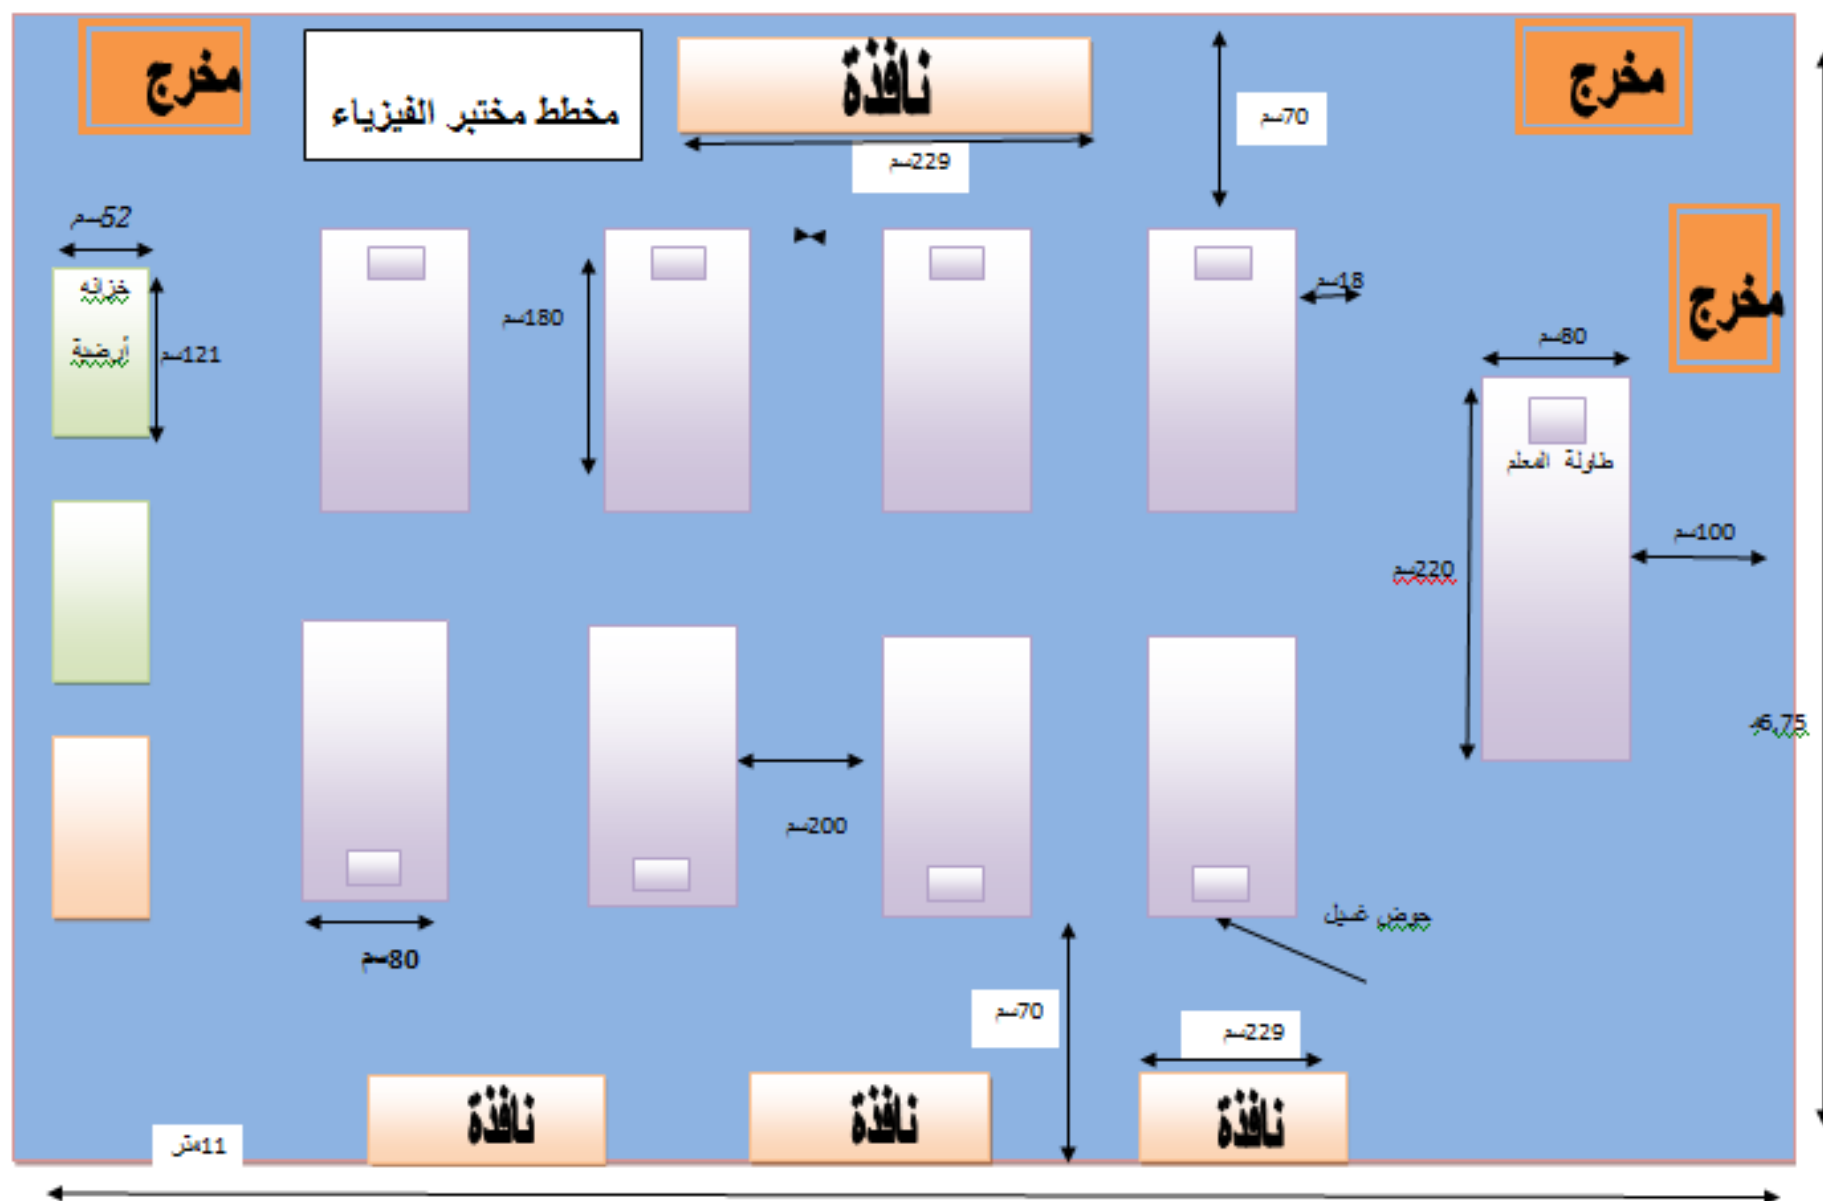 مخرج
نافذة
مخطط مختبر الفيزياء
مخرج
70سم
229سم
52سم
18سم
مخرج
خزانه
أرضية
121سم
180سم
80سم
طاولة المعلم
100سم
220سم
6,75م
200سم
حوض غسيل
80سم
70سم
229سم
نافذة
نافذة
نافذة
11متر